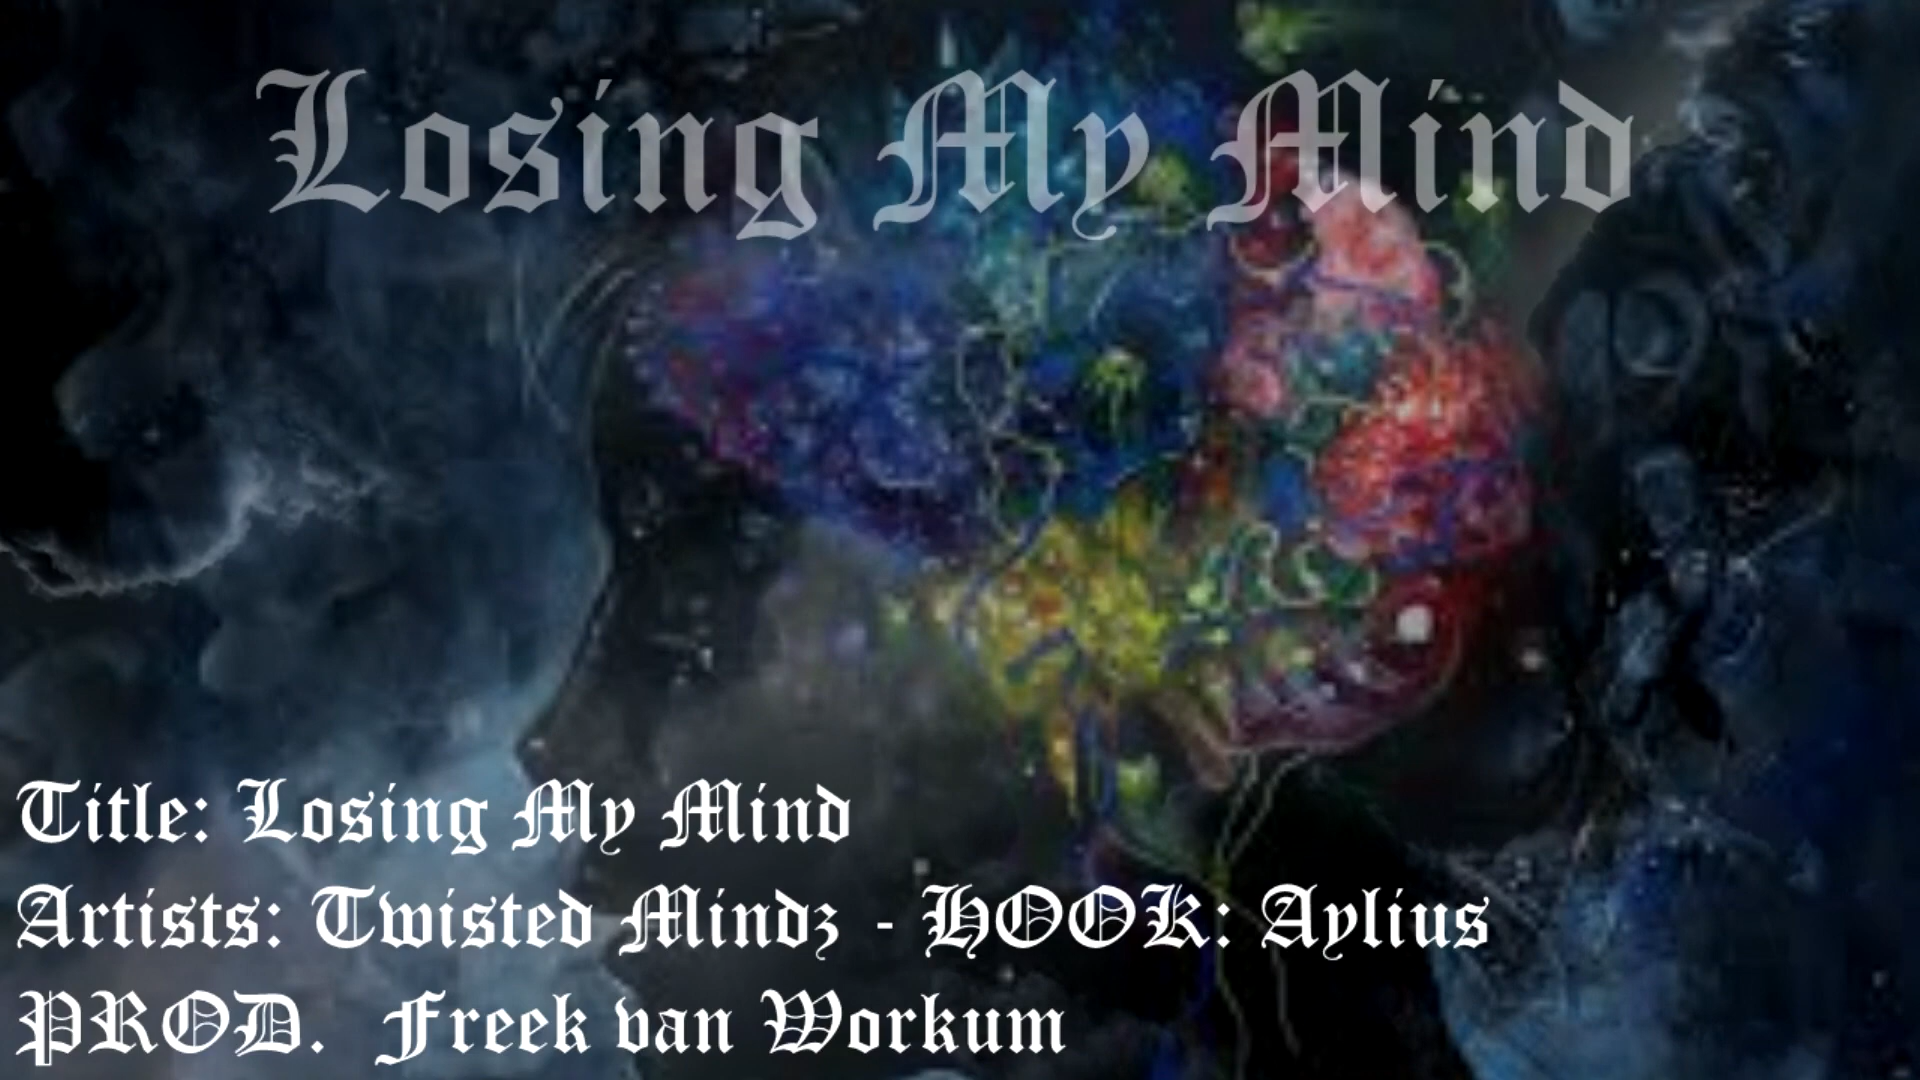 Losing My Mind
Title: Losing My Mind
Artists: Twisted Mindz - HOOK: Aylius
PROD. Freek van Workum